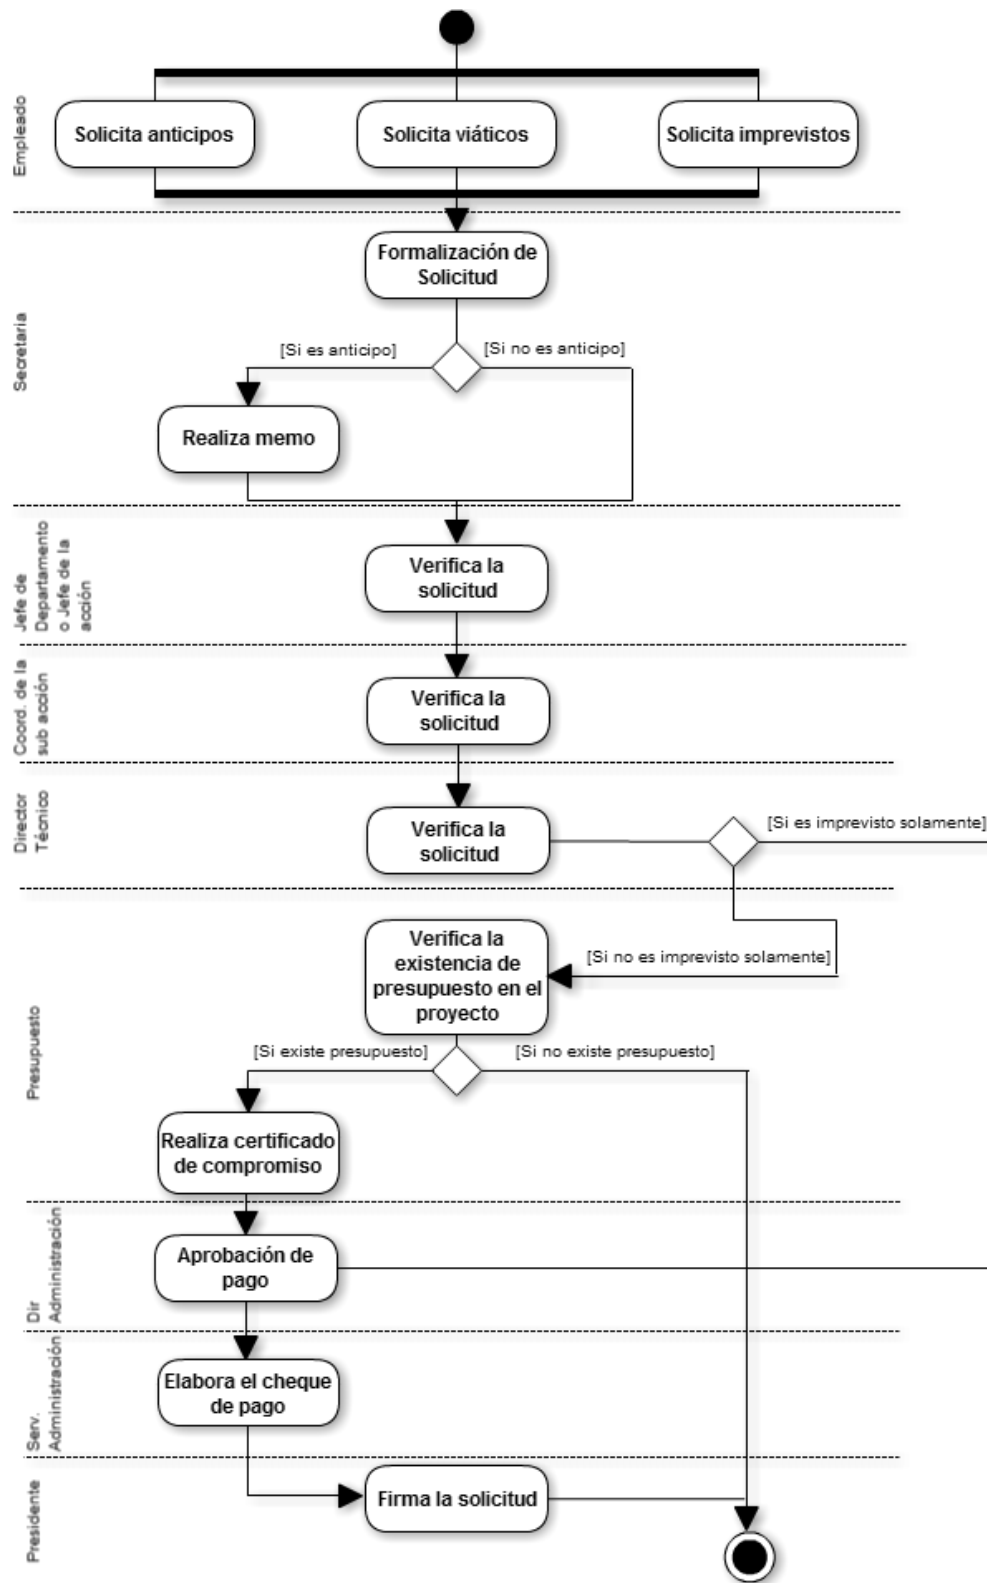 Empleado
Solicita anticipos
Solicita viáticos
Solicita imprevistos
Secretaria
Formalización de
Solicitud
[Si es anticipo]
[Si no es anticipo]
Realiza memo
Jefe de
Departamento
o Jefe de la
acción
Verifica la
solicitud
Coord. de la
sub acción
Verifica la
solicitud
Director
Técnico
Verifica la
solicitud
[Si es imprevisto solamente]
Presupuesto
Verifica la
existencia de
presupuesto en el
proyecto
[Si no es imprevisto solamente]
[Si existe presupuesto]
[Si no existe presupuesto]
Realiza certificado
de compromiso
Dir
Administración
Aprobación de
pago
Serv.
Administración
Elabora el cheque
de pago
Presidente
Firma la solicitud